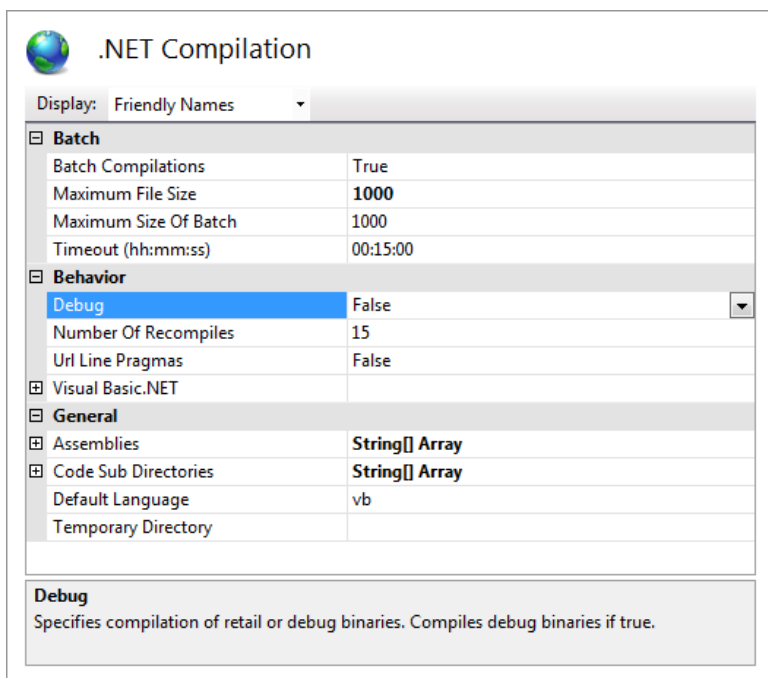 .NET Compilation
Display: Friendly Names
Batch
Batch Compilations True
Maximum File Size 1000
Maximum Size Of Batch 1000
Timeout (hh:mm:ss) 00:15:00
Behavior
Debug False
Number Of Recompiles 15
Url Line Pragmas False
Visual Basic.NET
General
Assemblies String[] Array
Code Sub Directories String[] Array
Default Language vb
Temporary Directory
Debug
Specifies compilation of retail or debug binaries. Compiles debug binaries if true.